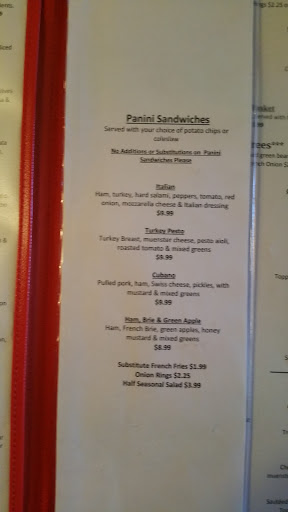 Panini Sandwiches
Served with your choice of potato chips or
coleslaw
No Additions or Substitutions on Panini
Sandwiches Please
Italian
Ham, turkey, hard salami, peppers, tomato, red
onion, mozzarella cheese & Italian dressing
$9.99
Turkey Pesto
Turkey Breast, muenster cheese, pesto aioli,
roasted tomato & mixed greens
$8.99
Cubano
Pulled pork, ham, Swiss cheese, pickles, with
mustard & mixed greens
$8.99
Ham, Brie & Green Apple
Ham, French Brie, green apples, honey
mustard & mixed greens
$8.99
Substitute French Fries $1.99
Onion Rings $2.25
Half Seasonal Salad $3.99